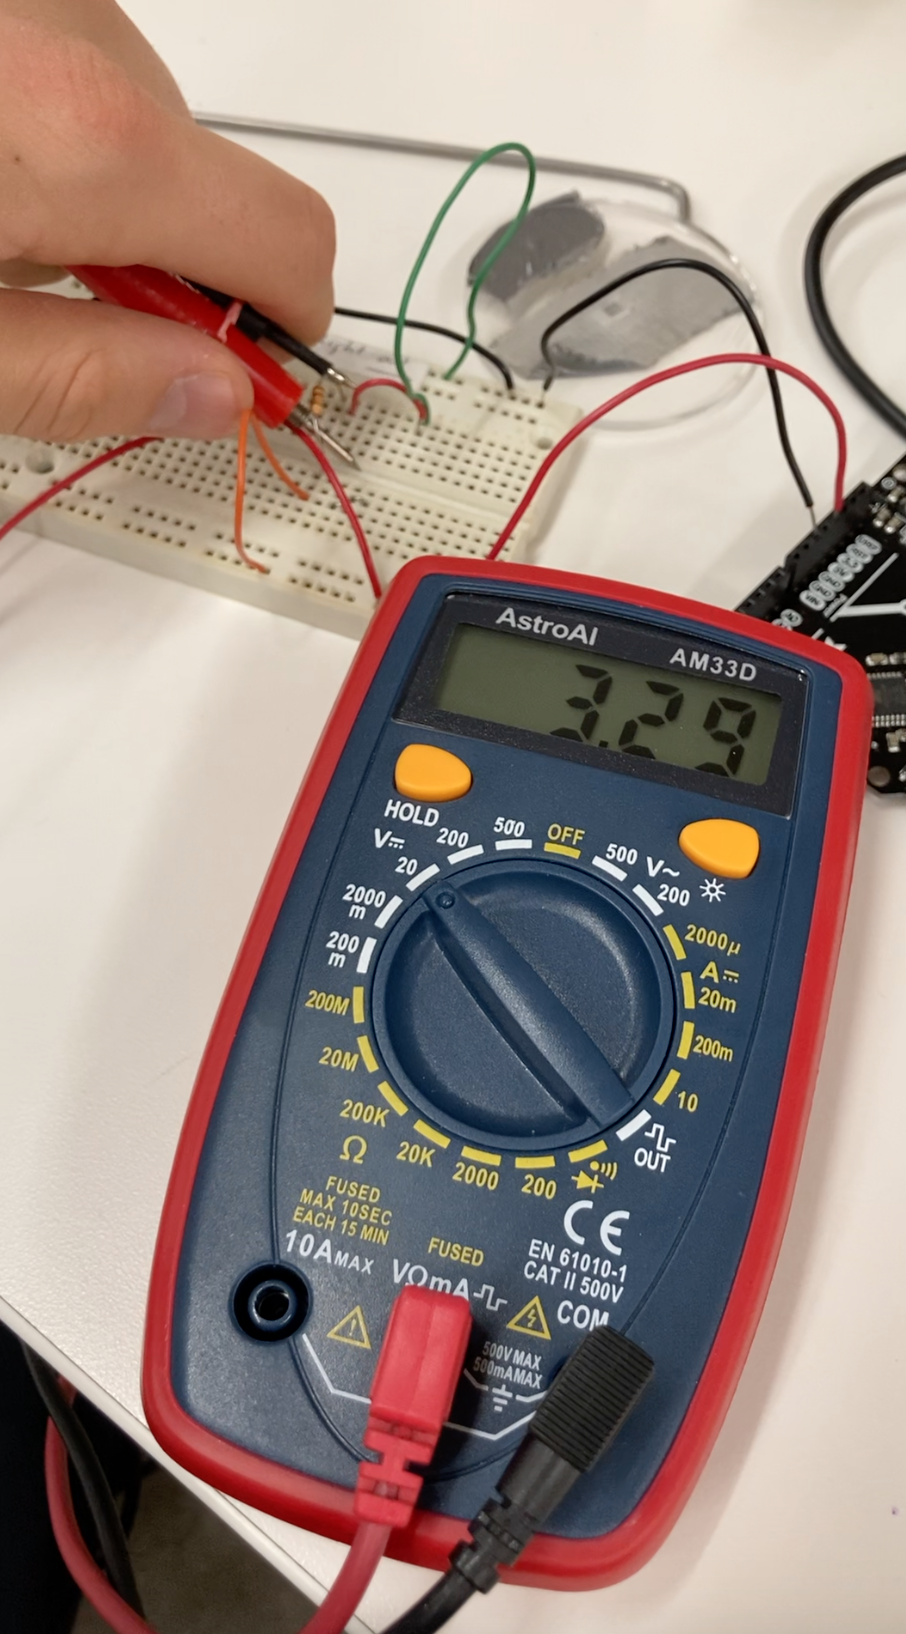 AstroAI
AM33D
3.29
HOLD
V⎓
200
500
OFF
500
V~
200
20
2000
m
200
m
2000µ
A⎓
20m
200m
10
OUT
200M
20M
200K
Ω
20K
2000
200
FUSED
MAX 10SEC
EACH 15 MIN
10AMAX
FUSED
VΩmA
CE
EN 61010-1
CAT II 500V
COM
500V MAX
500mAMAX